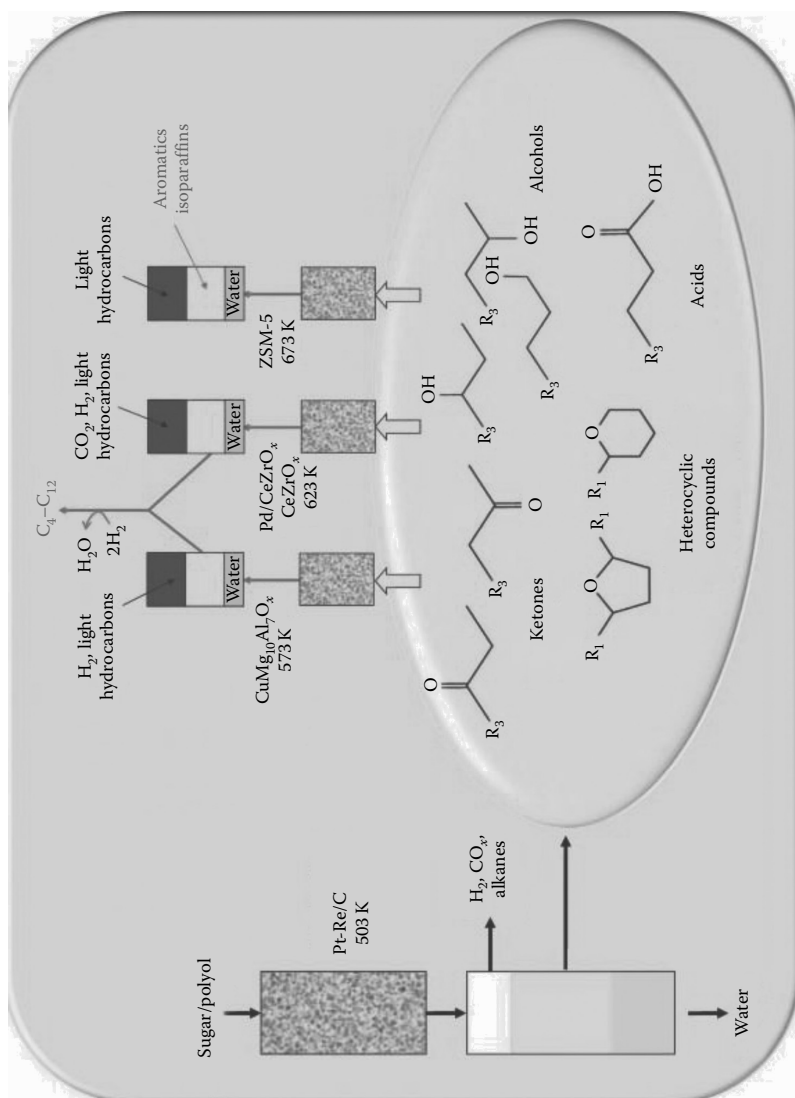 Sugar/polyol
Pt-Re/C
503 K
H₂, COₓ,
alkanes
Water
H₂, light
hydrocarbons
H₂O
2H₂
C₄–C₁₂
CO₂, H₂, light
hydrocarbons
Light
hydrocarbons
Aromatics
isoparaffins
Water
Water
Water
CuMg₁₀Al₇Oₓ
573 K
Pd/CeZrOₓ
CeZrOₓ
623 K
ZSM-5
673 K
O
R₃
Ketones
R₃
O
OH
R₃
R₃
OH
OH
R₃
Alcohols
R₁
O
R₁
R₁
O
Heterocyclic
compounds
R₃
O
OH
Acids